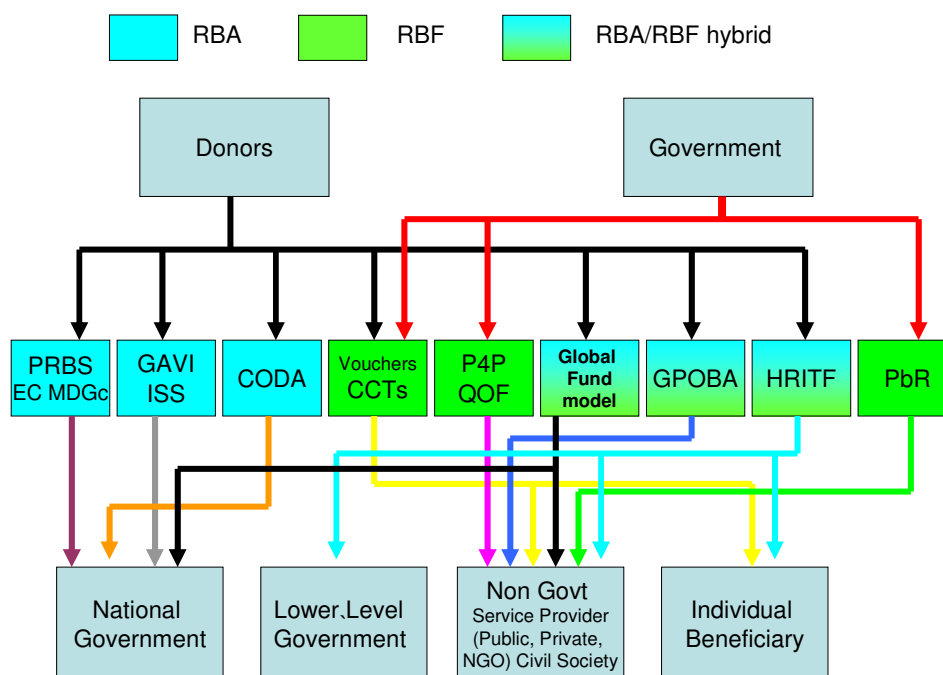 RBA
RBF
RBA/RBF hybrid
Donors
Government
PRBS
EC MDGc
GAVI
ISS
CODA
Vouchers
CCTs
P4P
QOF
Global
Fund
model
GPOBA
HRITF
PbR
National
Government
Lower、Level
Government
Non Govt
Service Provider
(Public, Private,
NGO) Civil Society
Individual
Beneficiary